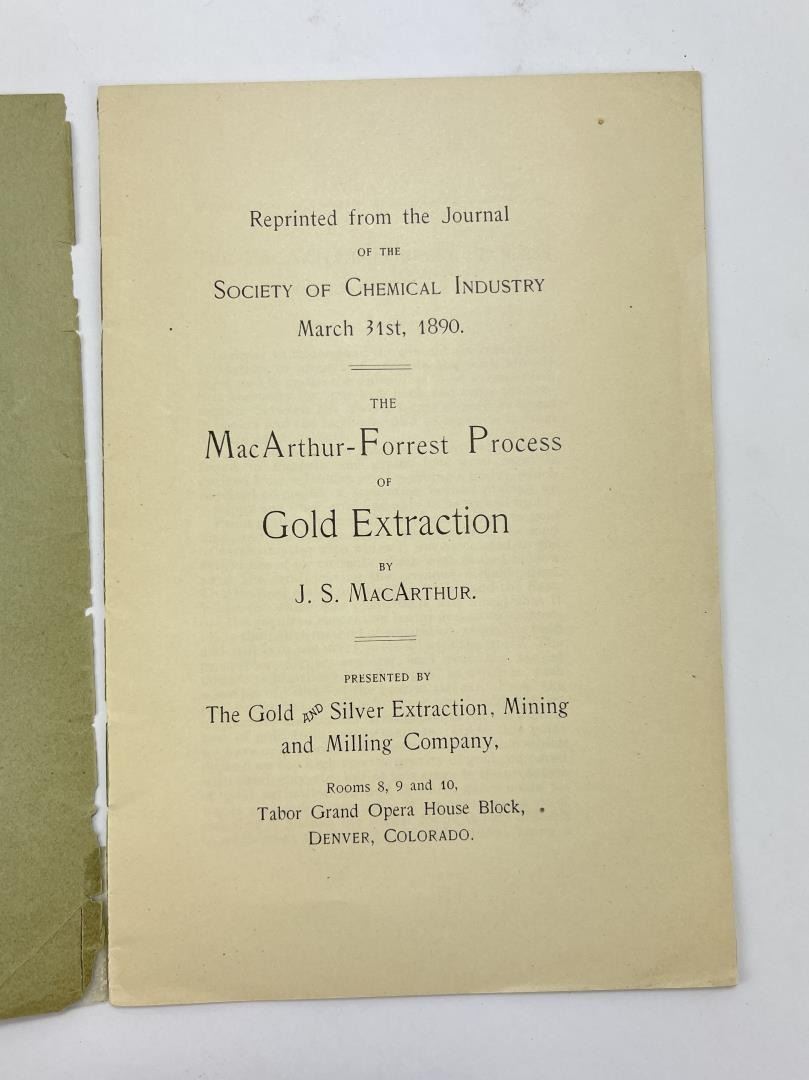 Reprinted from the Journal
OF THE
SOCIETY OF CHEMICAL INDUSTRY
March 31st, 1890.
THE
MacArthur-Forrest Process
OF
Gold Extraction
BY
J. S. MACARTHUR.
PRESENTED BY
The Gold AND Silver Extraction, Mining
and Milling Company,
Rooms 8, 9 and 10,
Tabor Grand Opera House Block,
DENVER, COLORADO.